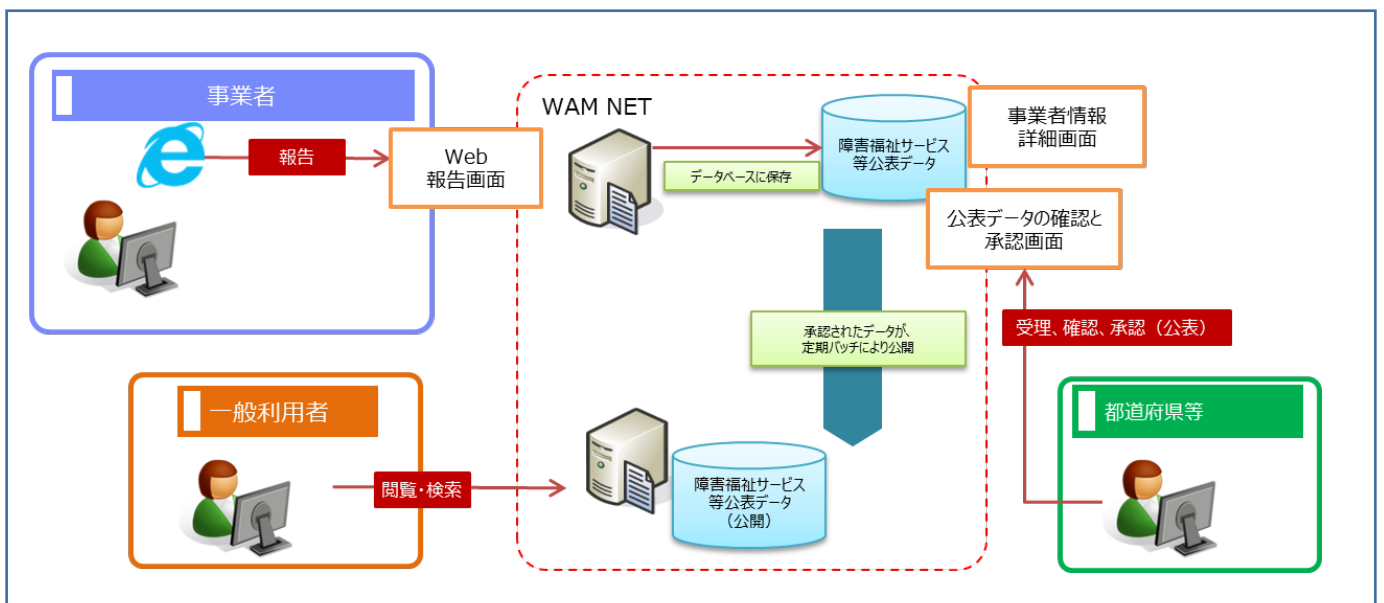 事業者
報告
Web
報告画面
WAM NET
データベースに保存
障害福祉サービス
等公表データ
事業者情報
詳細画面
公表データの確認と
承認画面
承認されたデータが、
定期バッチにより公開
受理、確認、承認（公表）
一般利用者
閲覧・検索
障害福祉サービス
等公表データ
（公開）
都道府県等